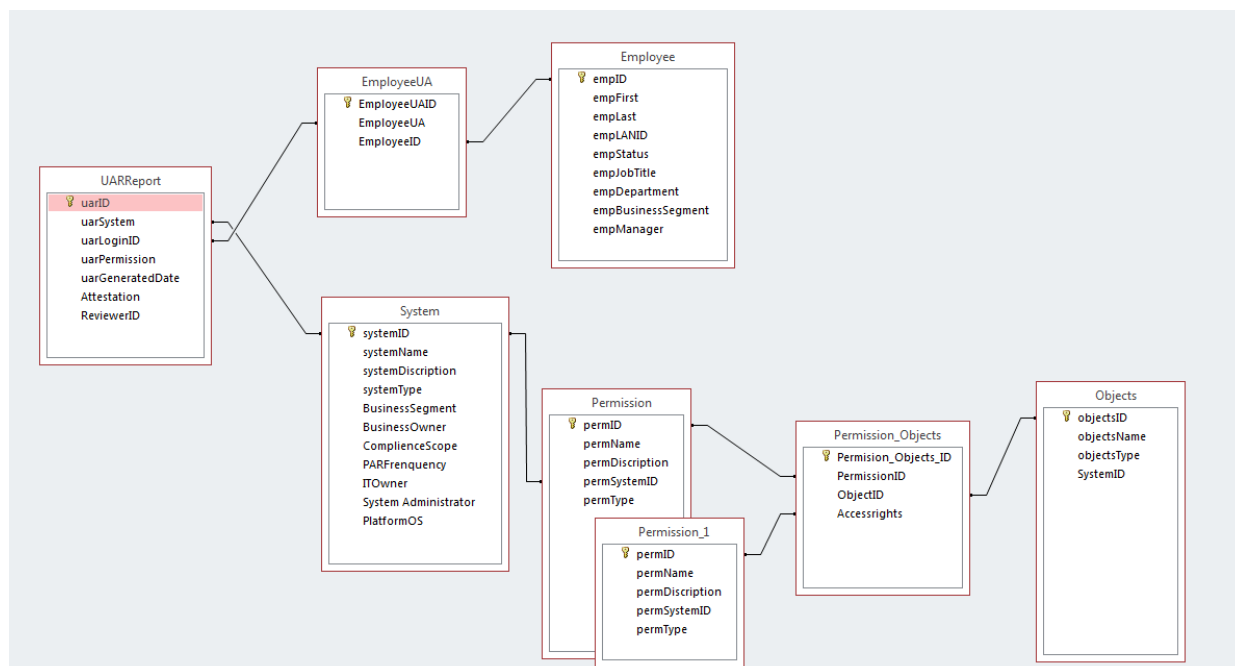 UARReport
uarID
uarSystem
uarLoginID
uarPermission
uarGeneratedDate
Attestation
ReviewerID
EmployeeUA
EmployeeUAID
EmployeeUA
EmployeeID
Employee
empID
empFirst
empLast
empLANID
empStatus
empJobTitle
empDepartment
empBusinessSegment
empManager
System
systemID
systemName
systemDiscription
systemType
BusinessSegment
BusinessOwner
ComplienceScope
PARFrenquency
ITOwner
System Administrator
PlatformOS
Permission
permID
permName
permDiscription
permSystemID
permType
Permission_1
permID
permName
permDiscription
permSystemID
permType
Permission_Objects
Permision_Objects_ID
PermissionID
ObjectID
Accessrights
Objects
objectsID
objectsName
objectsType
SystemID